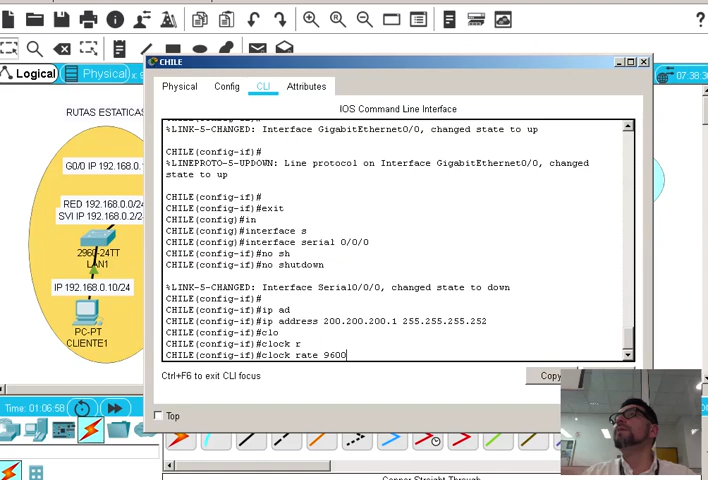 CHILE
Logical
Physical
x: 9
07:38:3
Physical
Config
CLI
Attributes
IOS Command Line Interface
RUTAS ESTATICAS
G0/0 IP 192.168.0.
RED 192.168.0.0/24
SVI IP 192.168.0.2/2
2960-24TT
LAN1
IP 192.168.0.10/24
PC-PT
CLIENTE1
%LINK-5-CHANGED: Interface GigabitEthernet0/0, changed state to up
CHILE(config-if)#
%LINEPROTO-5-UPDOWN: Line protocol on Interface GigabitEthernet0/0, changed
state to up
CHILE(config-if)#
CHILE(config-if)#exit
CHILE(config)#in
CHILE(config)#interface s
CHILE(config)#interface serial 0/0/0
CHILE(config-if)#no sh
CHILE(config-if)#no shutdown
%LINK-5-CHANGED: Interface Serial0/0/0, changed state to down
CHILE(config-if)#
CHILE(config-if)#ip ad
CHILE(config-if)#ip address 200.200.200.1 255.255.255.252
CHILE(config-if)#clo
CHILE(config-if)#clock r
CHILE(config-if)#clock rate 9600
Ctrl+F6 to exit CLI focus
Copy
Top
Time: 01:06:58
Copper Straight-Through